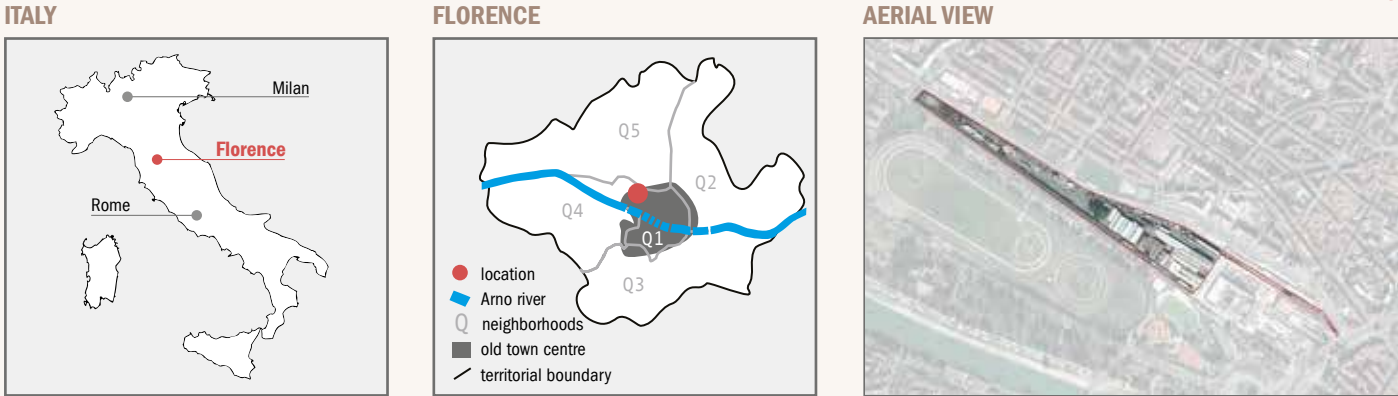 ITALY
Milan
Florence
Rome
FLORENCE
Q5
Q2
Q4
Q1
Q3
location
Arno river
Q neighborhoods
old town centre
territorial boundary
AERIAL VIEW